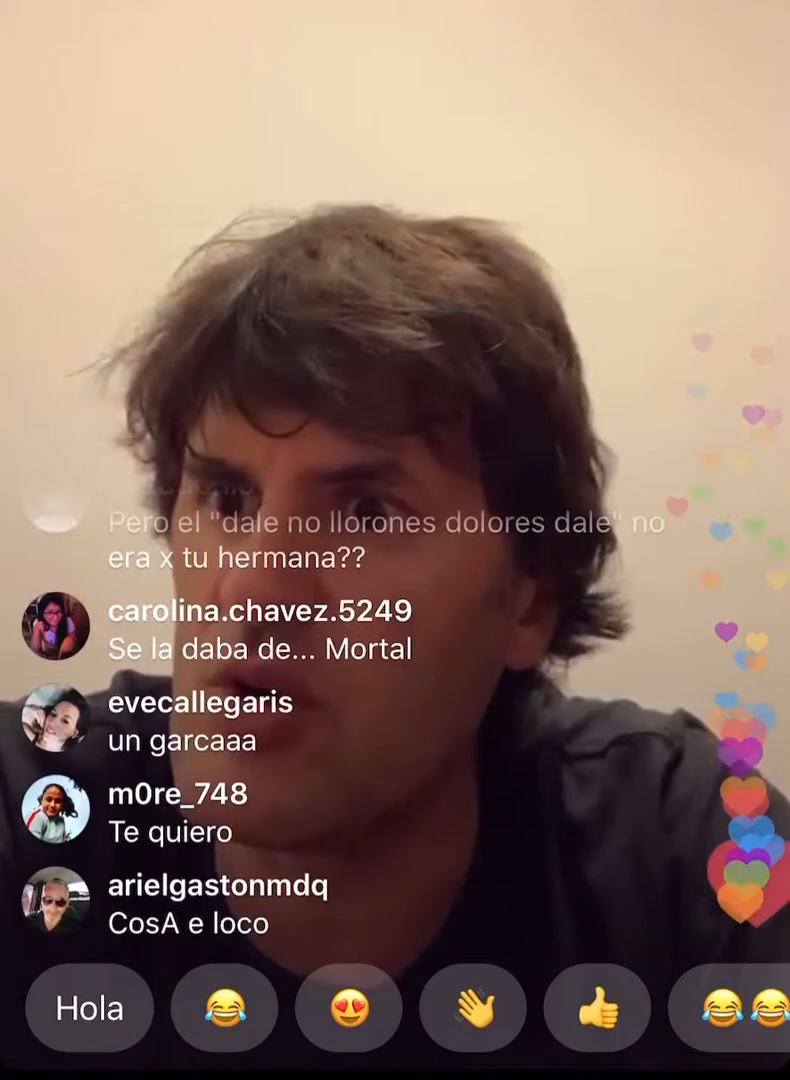 Pero el "dale no llorones dolores dale" no
era x tu hermana??
carolina.chavez.5249
Se la daba de... Mortal
evecallegaris
un garcaaa
m0re_748
Te quiero
arielgastonmdq
CosA e loco
Hola